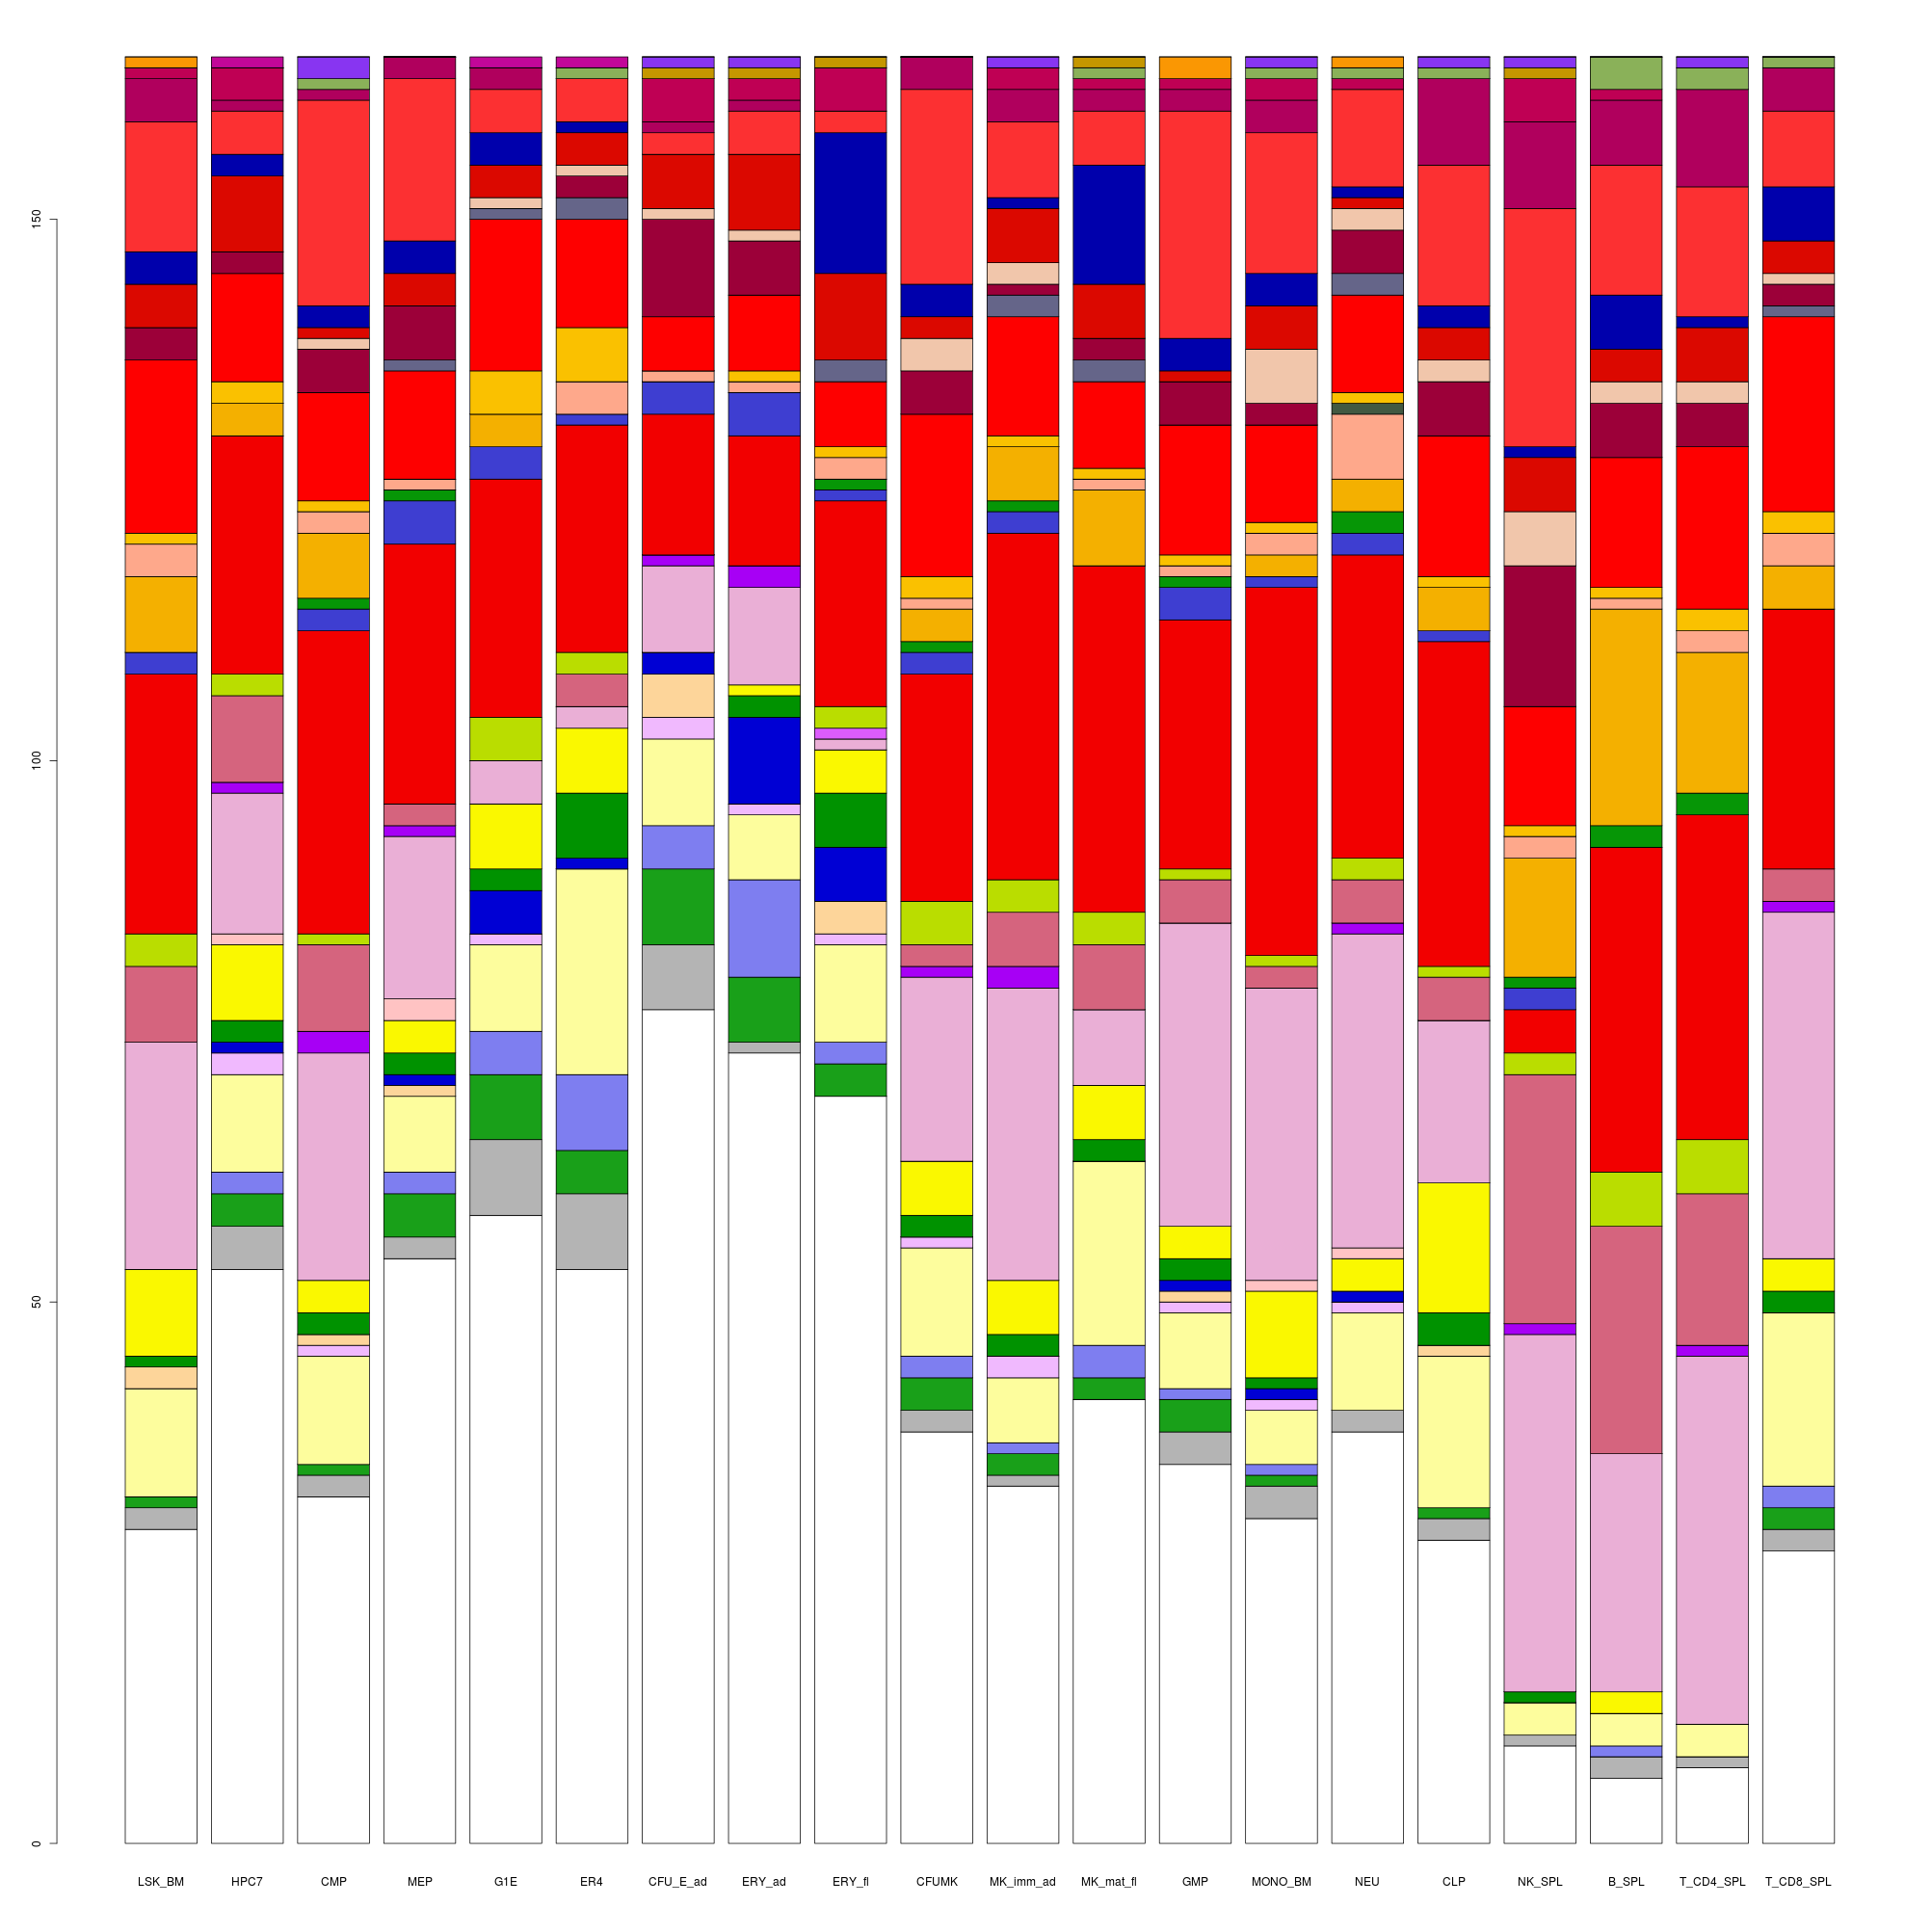 150
100
50
0
LSK_BM HPC7 CMP MEP G1E ER4 CFU_E_ad ERY_ad ERY_fl CFUMK MK_imm_ad MK_mat_fl GMP MONO_BM NEU CLP NK_SPL B_SPL T_CD4_SPL T_CD8_SPL